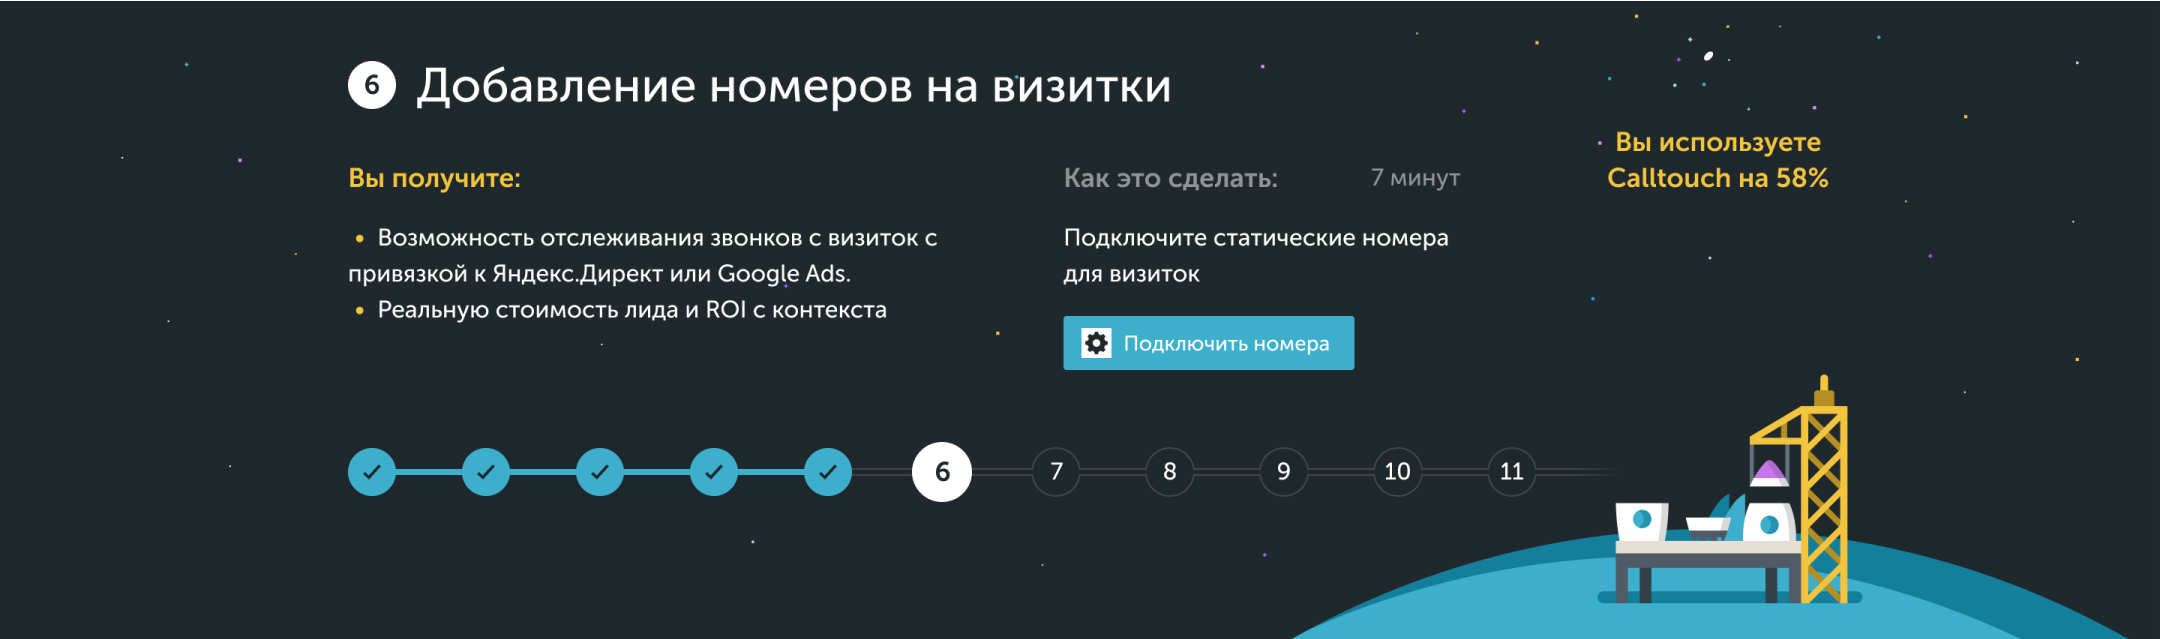 6 Добавление номеров на визитки
Вы получите:
• Возможность отслеживания звонков с визиток с
привязкой к Яндекс.Директ или Google Ads.
• Реальную стоимость лида и ROI с контекста
Как это сделать: 7 минут
Подключите статические номера
для визиток
Подключить номера
Вы используете
Calltouch на 58%
6 7 8 9 10 11